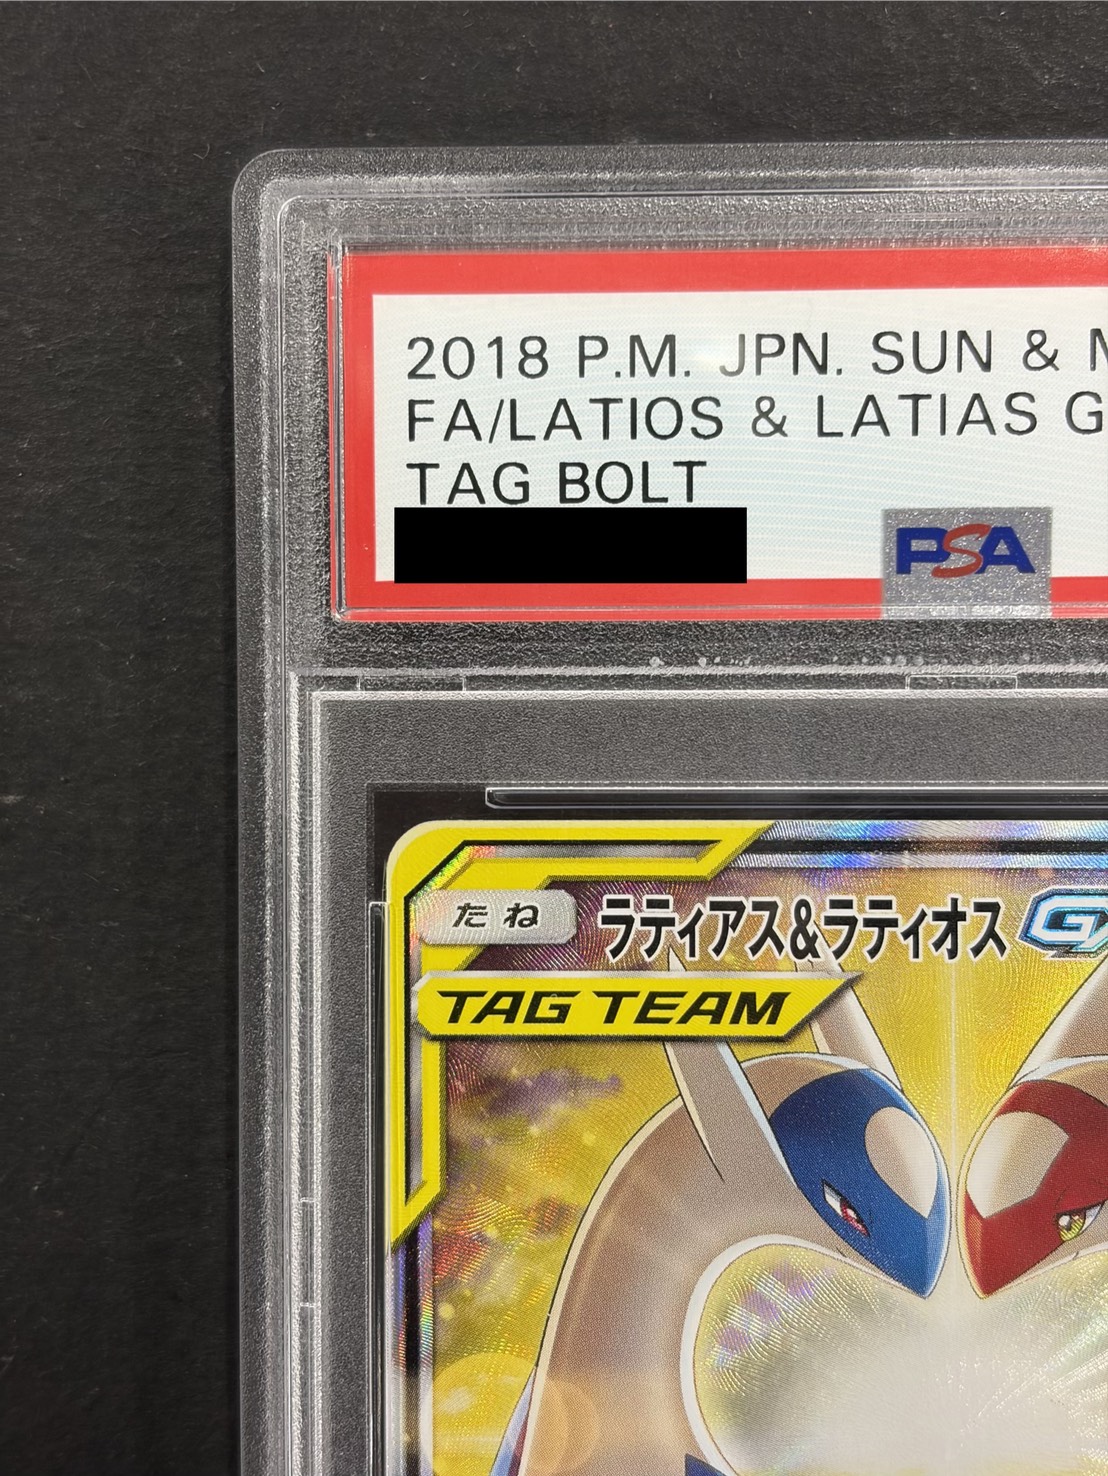 2018 P.M. JPN. SUN & M
FA/LATIOS & LATIAS G
TAG BOLT
PSA
たね ラティアス&ラティオス GX
TAG TEAM